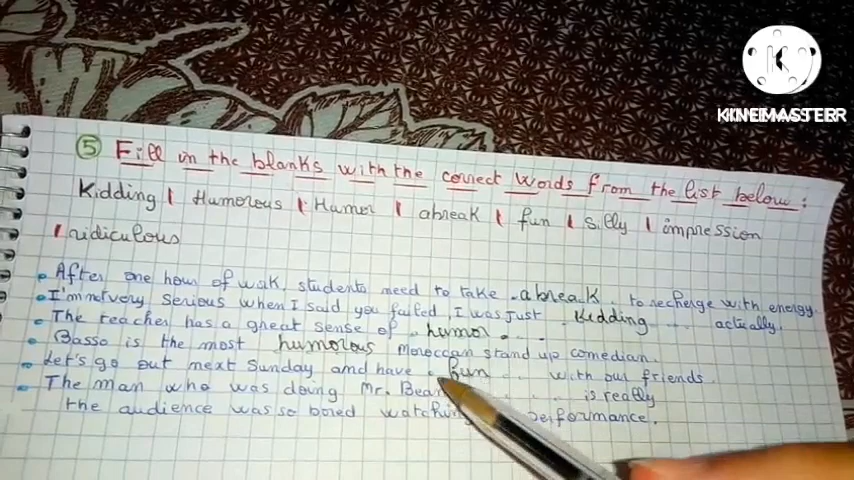 KINEMASTER
5 Fill in the blanks with the correct words from the list below :
Kidding | Humorous | Humor | abreak | fun | silly | impression
| ridiculous
• After one hour of wok, students need to take .abreak. to recherge with energy.
• I'm not very serious when I said you failed, I was just . Kidding ... actually.
• The teacher has a great sense of . humor . . .
• Basso is the most humorous moroccan stand up comedian.
• Let's go out next Sunday and have . fun . . . with our friends.
• The man who was doing Mr. Bean . . . . is really
the audience was so bored watching performance.